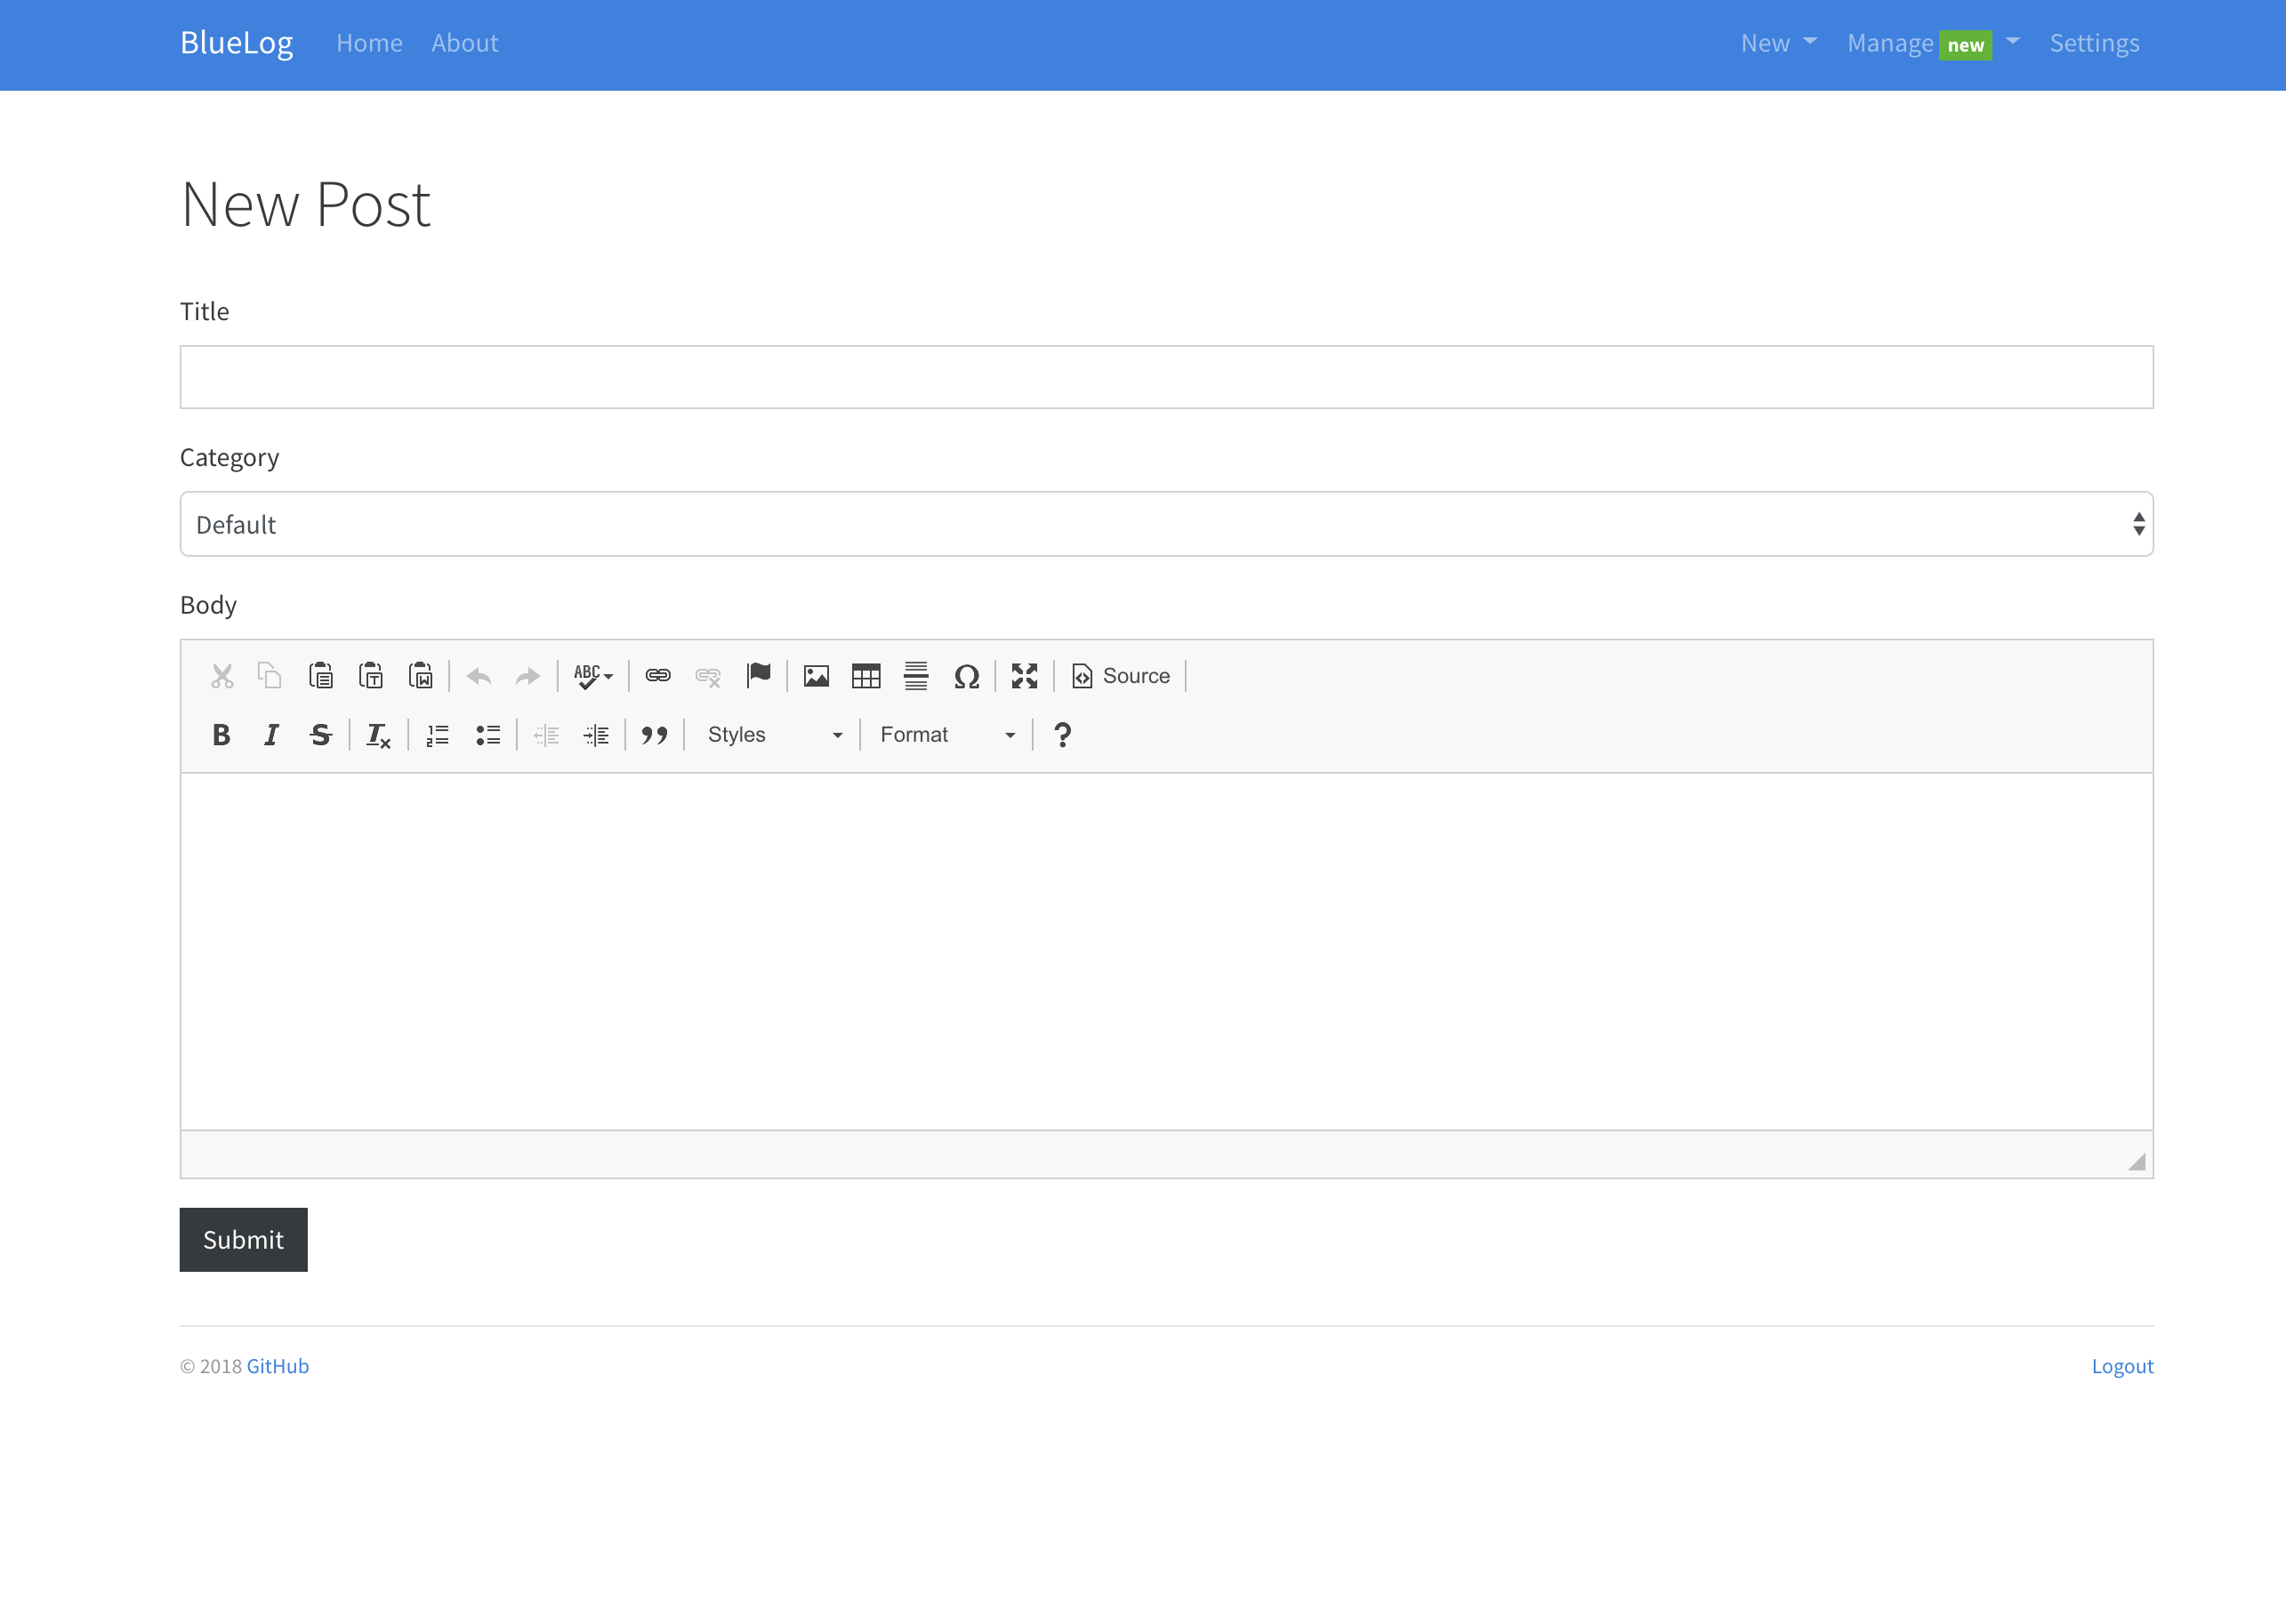 BlueLog Home About New Manage new Settings
New Post
Title
Category
Default
Body
ABC Source
B I S Styles Format ?
Submit
© 2018 GitHub Logout